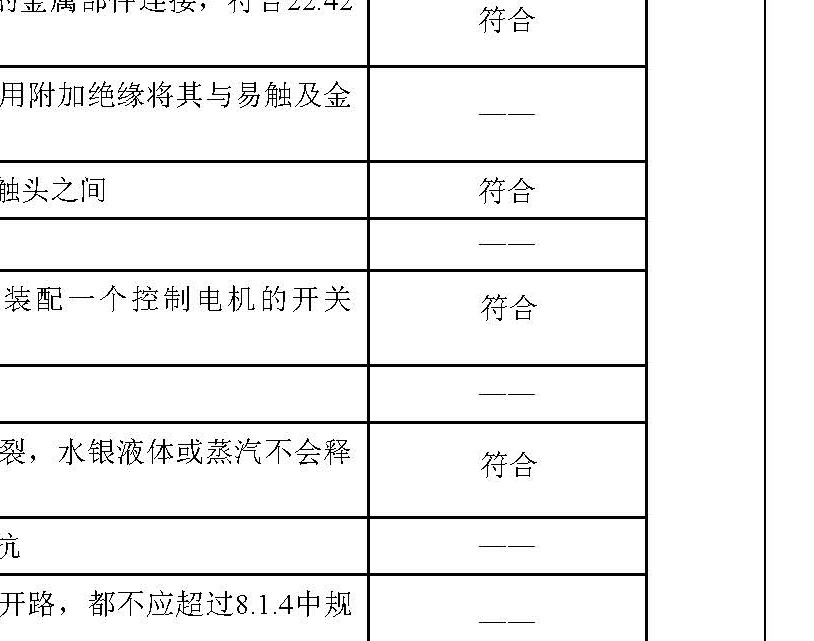 的金属部件连接，符合22.42
符合
用附加绝缘将其与易触及金
——
触头之间
符合
——
装配一个控制电机的开关
符合
——
裂，水银液体或蒸汽不会释
符合
抗
——
开路，都不应超过8.1.4中规
——